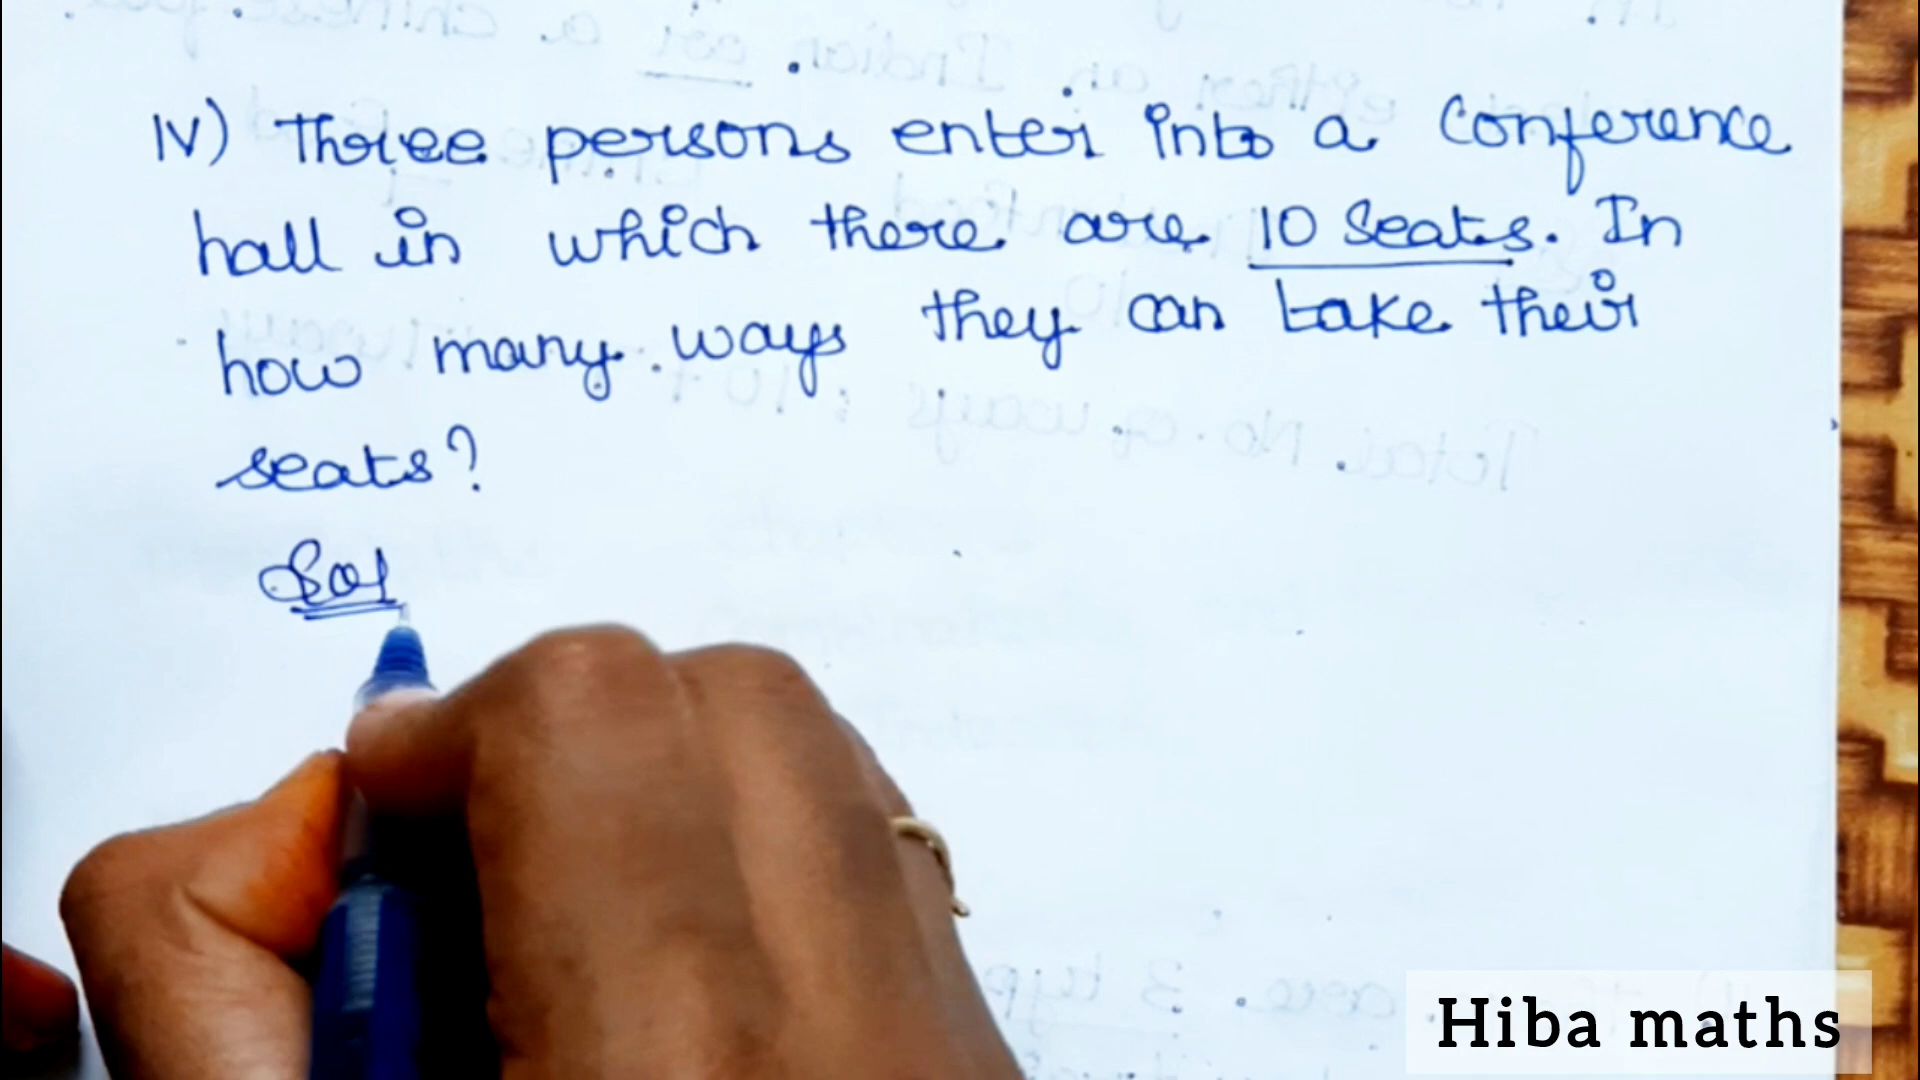 IV) Three persons enter into a Conference
hall in which there are 10 Seats. In
how many ways they can take their
seats?
Sol
Hiba maths